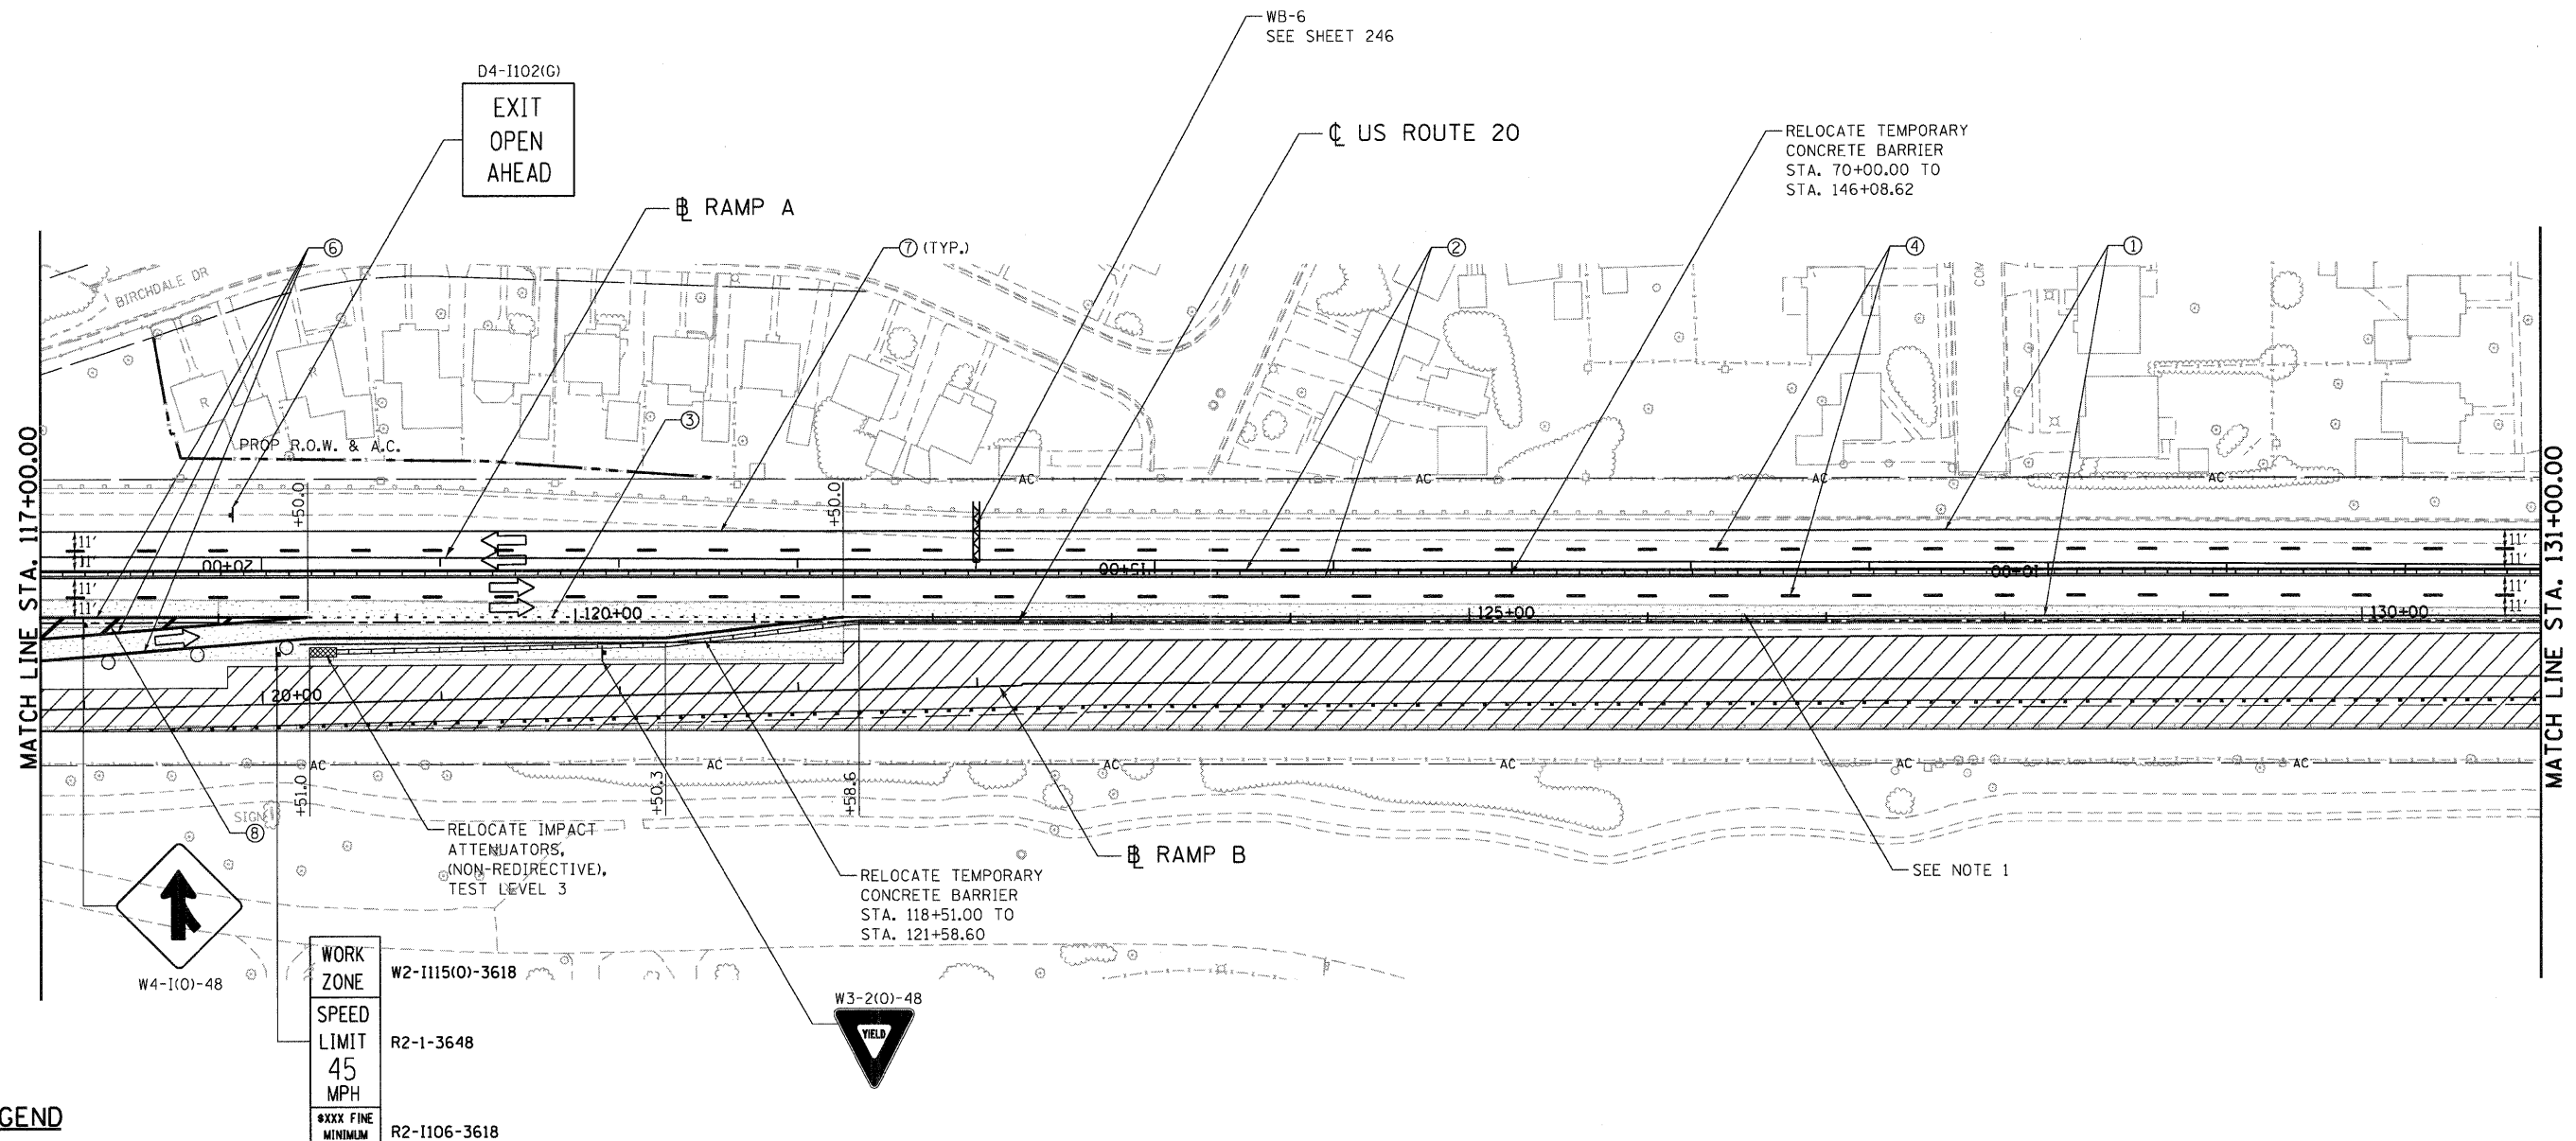 WB-6
SEE SHEET 246
D4-I102(G)
EXIT
OPEN
AHEAD
℄ US ROUTE 20
RELOCATE TEMPORARY
CONCRETE BARRIER
STA. 70+00.00 TO
STA. 146+08.62
RAMP A
⑥
⑦ (TYP.)
②
④
①
BIRCHDALE DR
COM
R
R
③
PROP R.O.W. & A.C.
AC
AC
AC
AC
+50.0
+50.0
MATCH LINE STA. 117+00.00
MATCH LINE STA. 131+00.00
11'
11'
11'
11'
11'
11'
11'
11'
20+00
15+00
10+00
120+00
125+00
130+00
20+00
AC
AC
AC
AC
AC
AC
+51.0
+50.3
+58.6
SIGN
⑧
RELOCATE IMPACT
ATTENUATORS,
(NON-REDIRECTIVE),
TEST LEVEL 3
RAMP B
RELOCATE TEMPORARY
CONCRETE BARRIER
STA. 118+51.00 TO
STA. 121+58.60
SEE NOTE 1
W4-1(O)-48
WORK
ZONE
W2-I115(O)-3618
SPEED
LIMIT
45
MPH
R2-1-3648
$XXX FINE
MINIMUM
R2-I106-3618
W3-2(O)-48
YIELD
GEND